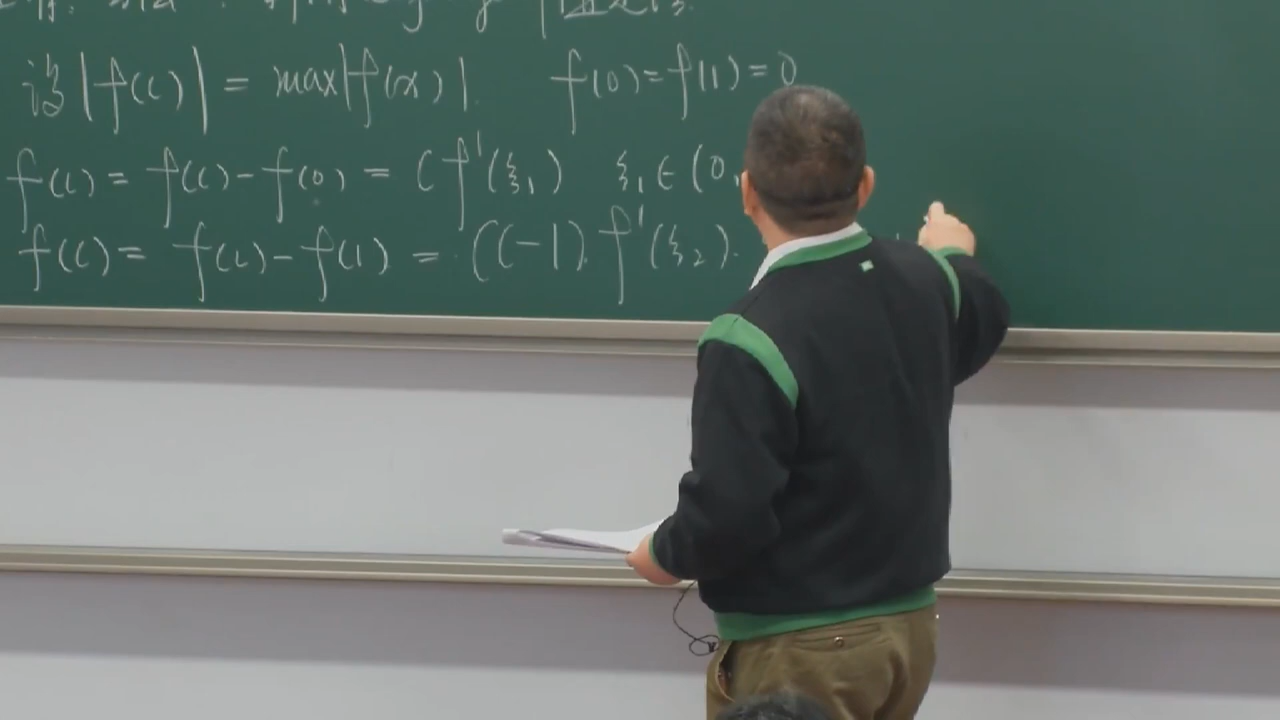 设 |f(c)| = max|f(x)|. f(0)=f(1)=0
f(c) = f(c)-f(0) = cf'(ξ₁) ξ₁∈(0,
f(c) = f(c)-f(1) = (c-1).f'(ξ₂).